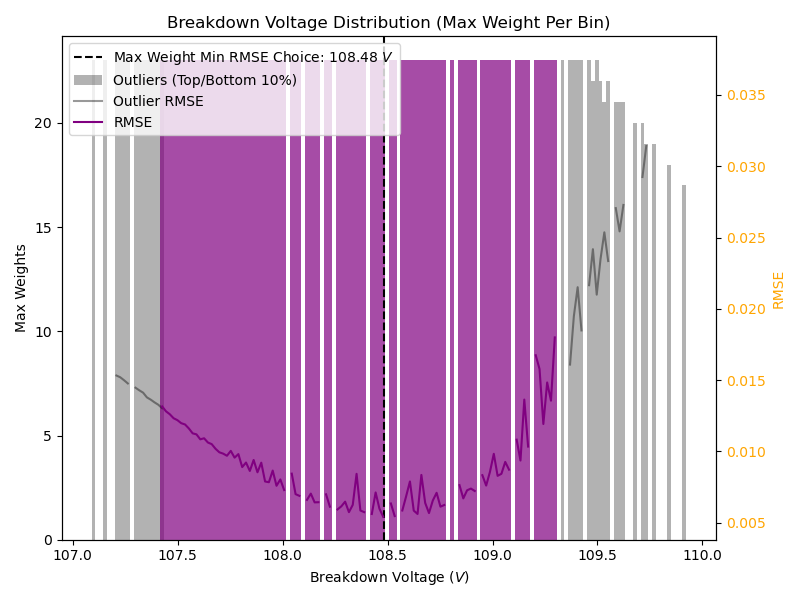 Breakdown Voltage Distribution (Max Weight Per Bin)
Max Weight Min RMSE Choice: 108.48 V
Outliers (Top/Bottom 10%)
Outlier RMSE
RMSE
Max Weights
20
15
10
5
0
0.035
0.030
0.025
0.020
0.015
0.010
0.005
RMSE
107.0 107.5 108.0 108.5 109.0 109.5 110.0
Breakdown Voltage (V)